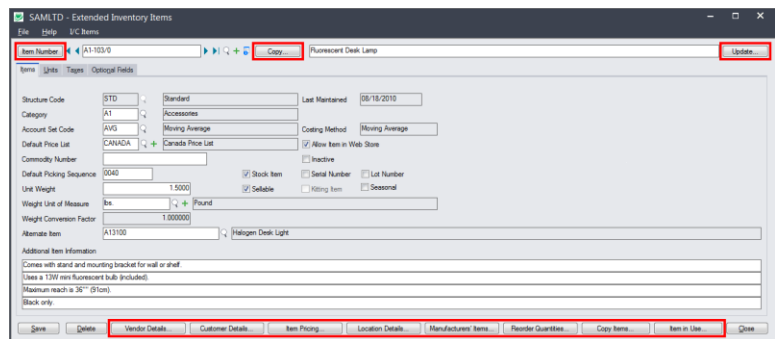 SAMLTD - Extended Inventory Items
File Help I/C Items
Item Number A1-103/0 Copy... Fluorescent Desk Lamp Update...
Items Units Taxes Optional Fields
Structure Code STD Standard Last Maintained 08/18/2010
Category A1 Accessories
Account Set Code AVG Moving Average Costing Method Moving Average
Default Price List CANADA Canada Price List Allow Item in Web Store
Commodity Number Inactive
Default Picking Sequence 0040 Stock Item Serial Number Lot Number
Unit Weight 1.5000 Sellable Kitting Item Seasonal
Weight Unit of Measure lbs. Pound
Weight Conversion Factor 1.000000
Alternate Item A13100 Halogen Desk Light
Additional Item Information
Comes with stand and mounting bracket for wall or shelf.
Uses a 13W mini fluorescent bulb (included).
Maximum reach is 36"" (91cm).
Black only.
Save Delete Vendor Details... Customer Details... Item Pricing... Location Details... Manufacturers' Items... Reorder Quantities... Copy Items... Item in Use... Close